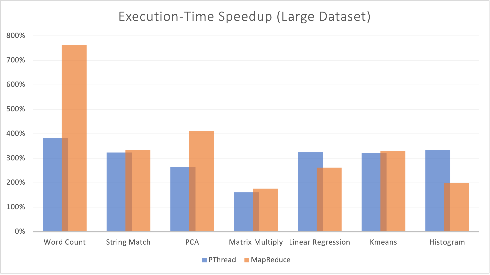 Execution-Time Speedup (Large Dataset)
800%
700%
600%
500%
400%
300%
200%
100%
0%
Word Count
String Match
PCA
Matrix Multiply
Linear Regression
Kmeans
Histogram
PThread
MapReduce